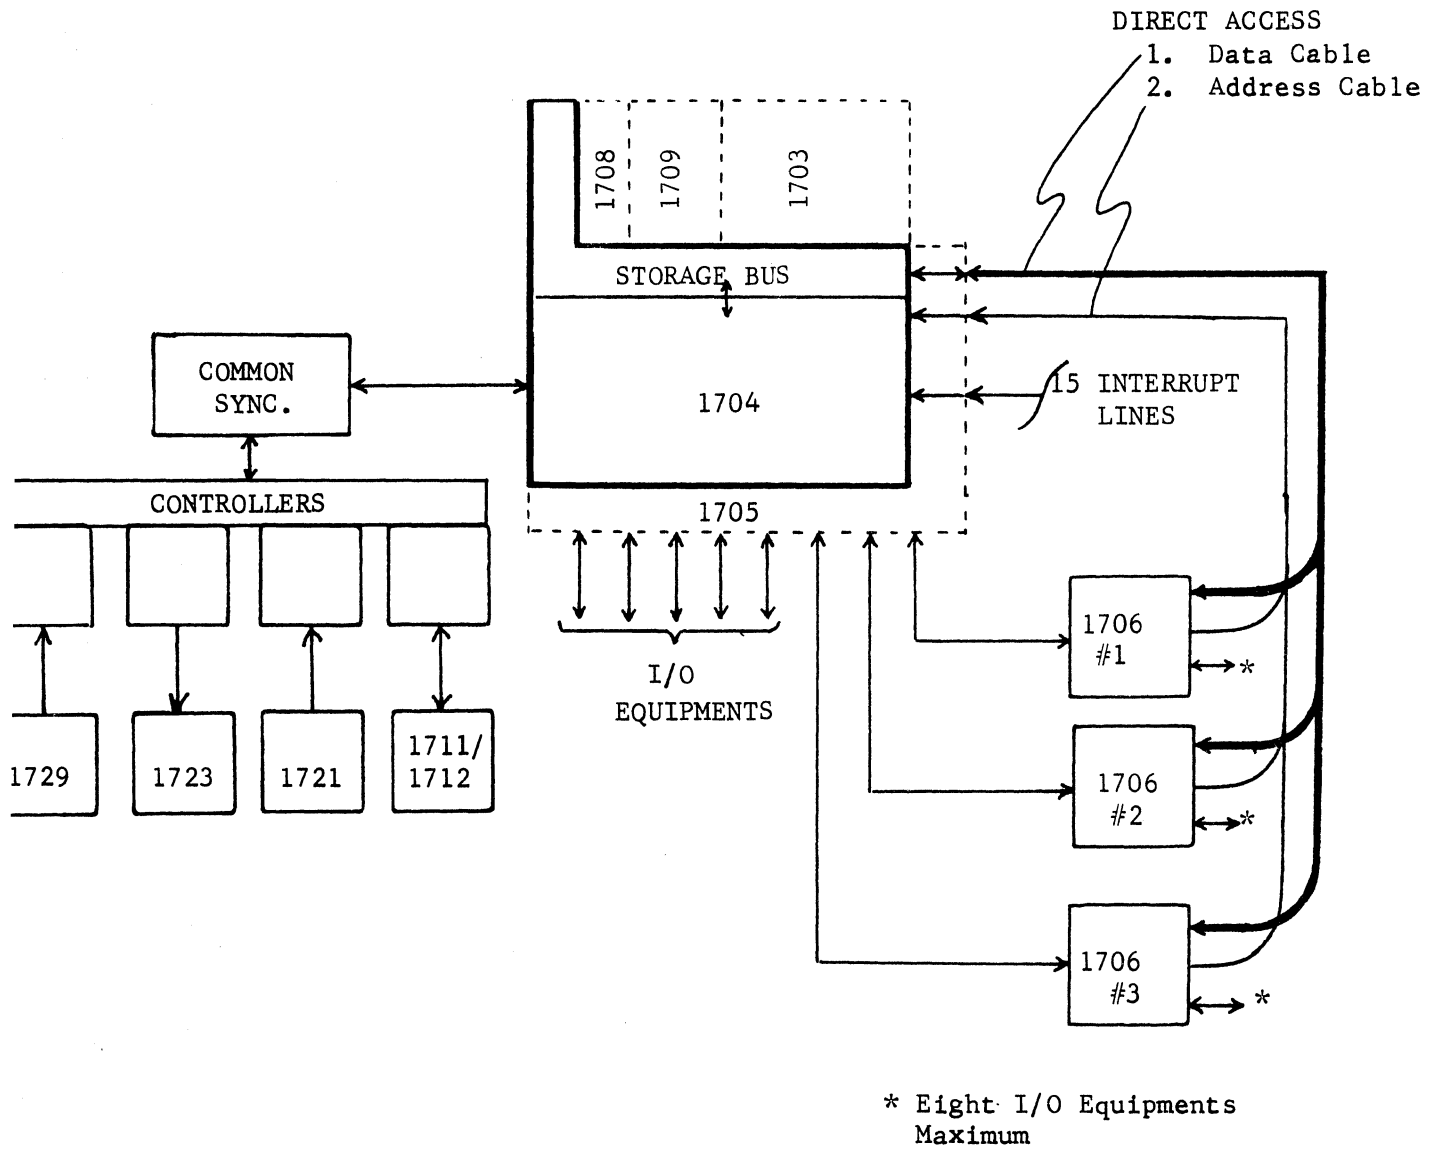 DIRECT ACCESS
1. Data Cable
2. Address Cable
1708
1709
1703
STORAGE BUS
COMMON
SYNC.
1704
15 INTERRUPT
LINES
CONTROLLERS
1705
1706
#1
*
I/O
EQUIPMENTS
1729
1723
1721
1711/
1712
1706
#2
*
1706
#3
*
* Eight I/O Equipments
Maximum